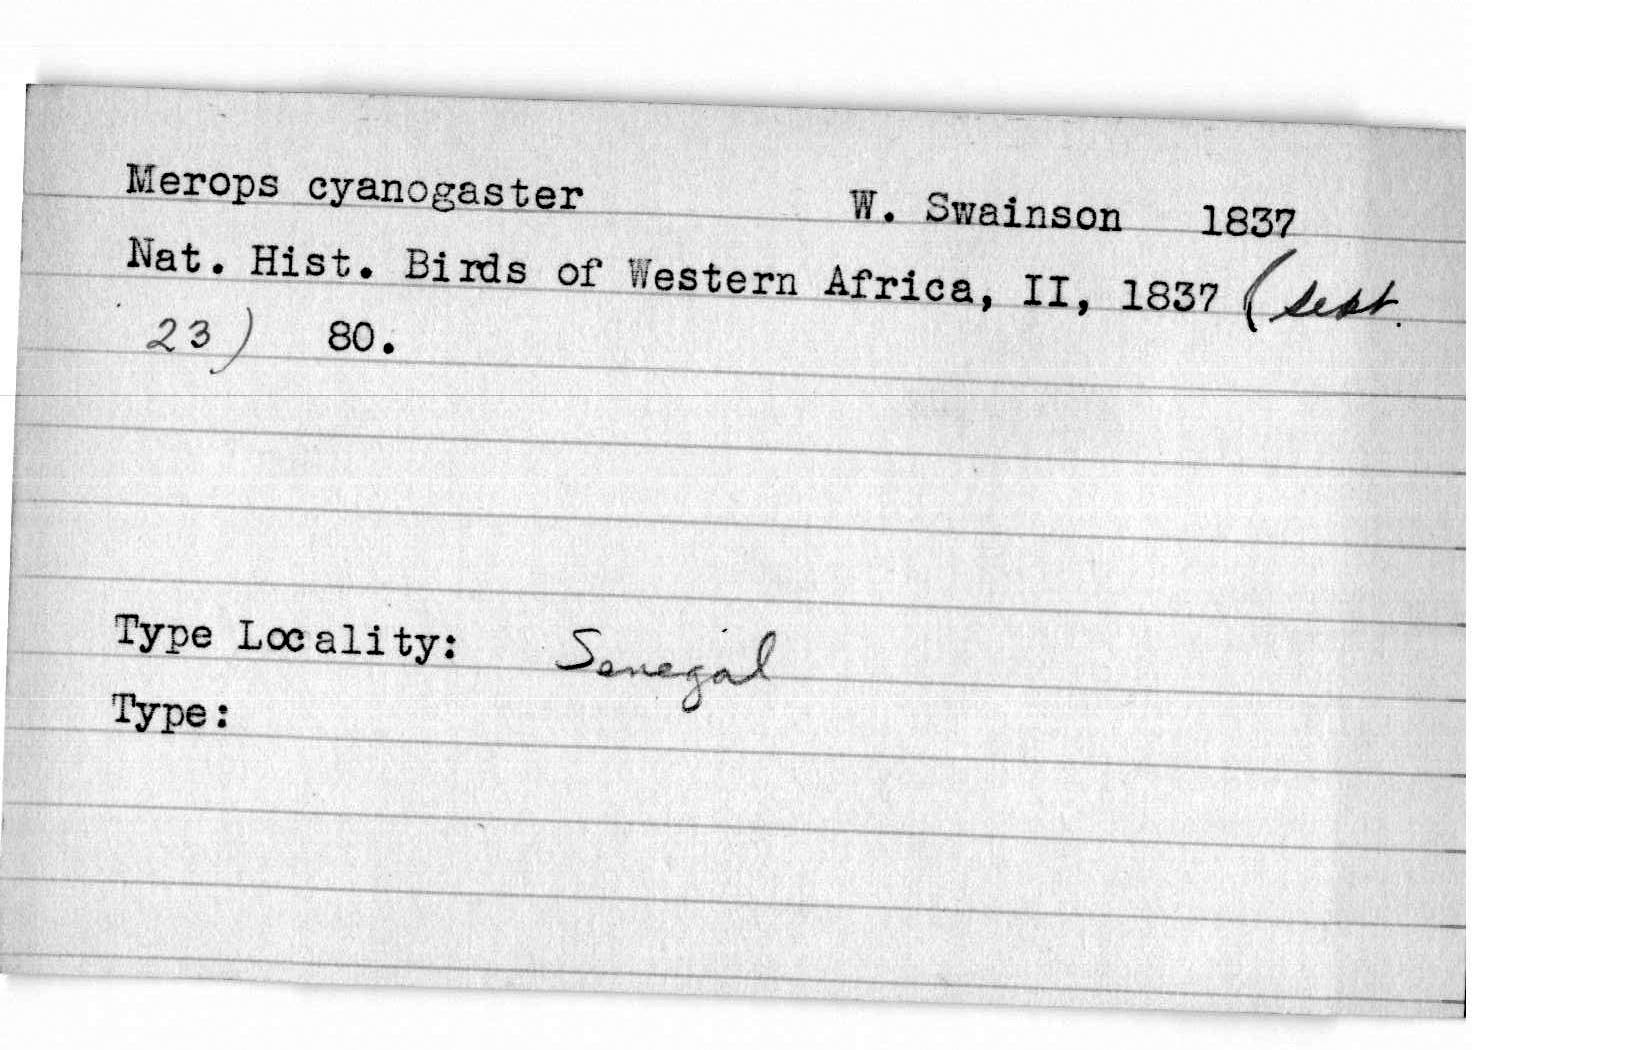 Merops cyanogaster W. Swainson 1837
Nat. Hist. Birds of Western Africa, II, 1837 (Sept.
23) 80.
Type Locality: Senegal
Type: